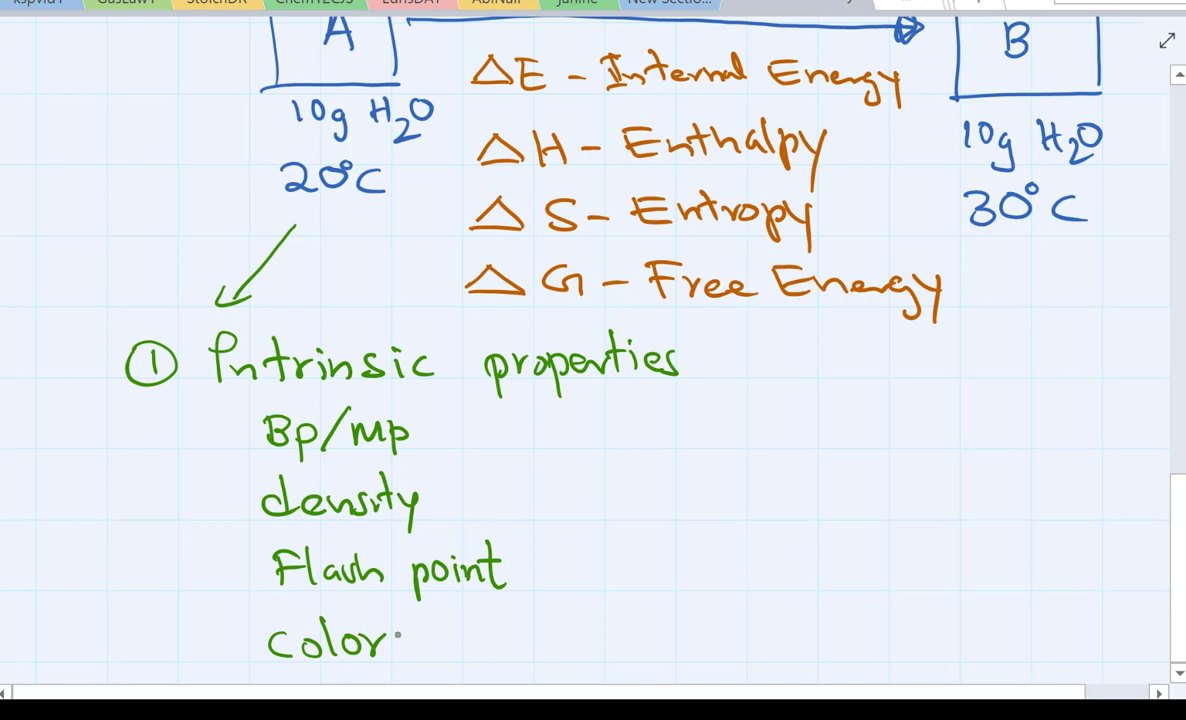 A
B
ΔE - Internal Energy
10g H2O
20°C
ΔH - Enthalpy
10g H2O
30°C
ΔS - Entropy
ΔG - Free Energy
① Intrinsic properties
Bp/Mp
density
Flash point
color